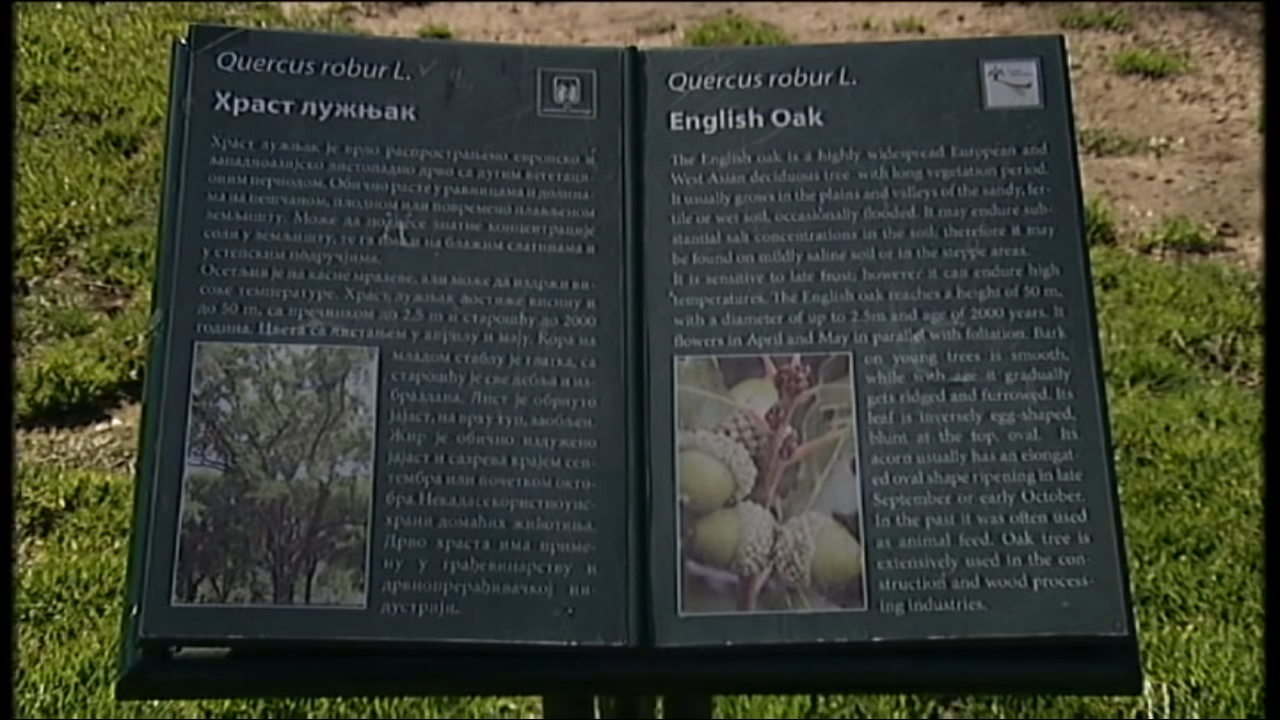 Quercus robur L.
Храст лужњак
Храст лужњак је врло распрострањено европско и
западноазијско листопадно дрво са дугим вегетаци-
оним периодом. Обично расте у равницама и долина-
ма на пешчаном, плодном или повремено плављеном
земљишту. Може да поднесе знатне концентрације
соли у земљишту, те га има и на блажим слатинама и
у степским подручјима.
Осетљив је на касне мразеве, али може да издржи ви-
соке температуре. Храст лужњак достиже висину и
до 50 m, са пречником до 2,5 m и старошћу до 2000
година. Цвета са листањем у априлу и мају. Кора на
младом стаблу је глатка, са
старошћу је све дебља и из-
браздана. Лист је обрнуто
јајаст, на врху туп, заобљен.
Жир је обично издужено
јајаст и сазрева крајем сеп-
тембра или почетком окто-
бра. Некада се користио у ис-
храни домаћих животиња.
Дрво храста има приме-
ну у грађевинарству и
дрвнопрерађивачкој ин-
дустрији.
Quercus robur L.
English Oak
The English oak is a highly widespread European and
West Asian deciduous tree with long vegetation period.
It usually grows in the plains and valleys of the sandy, fer-
tile or wet soil, occasionally flooded. It may endure sub-
stantial salt concentrations in the soil; therefore it may
be found on mildly saline soil or in the steppe areas.
It is sensitive to late frost; however it can endure high
temperatures. The English oak reaches a height of 50 m,
with a diameter of up to 2.5m and age of 2000 years. It
flowers in April and May in parallel with foliation. Bark
on young trees is smooth,
while with age it gradually
gets ridged and furrowed. Its
leaf is inversely egg-shaped,
blunt at the top, oval. Its
acorn usually has an elongat-
ed oval shape ripening in late
September or early October.
In the past it was often used
as animal feed. Oak tree is
extensively used in the con-
struction and wood process-
ing industries.